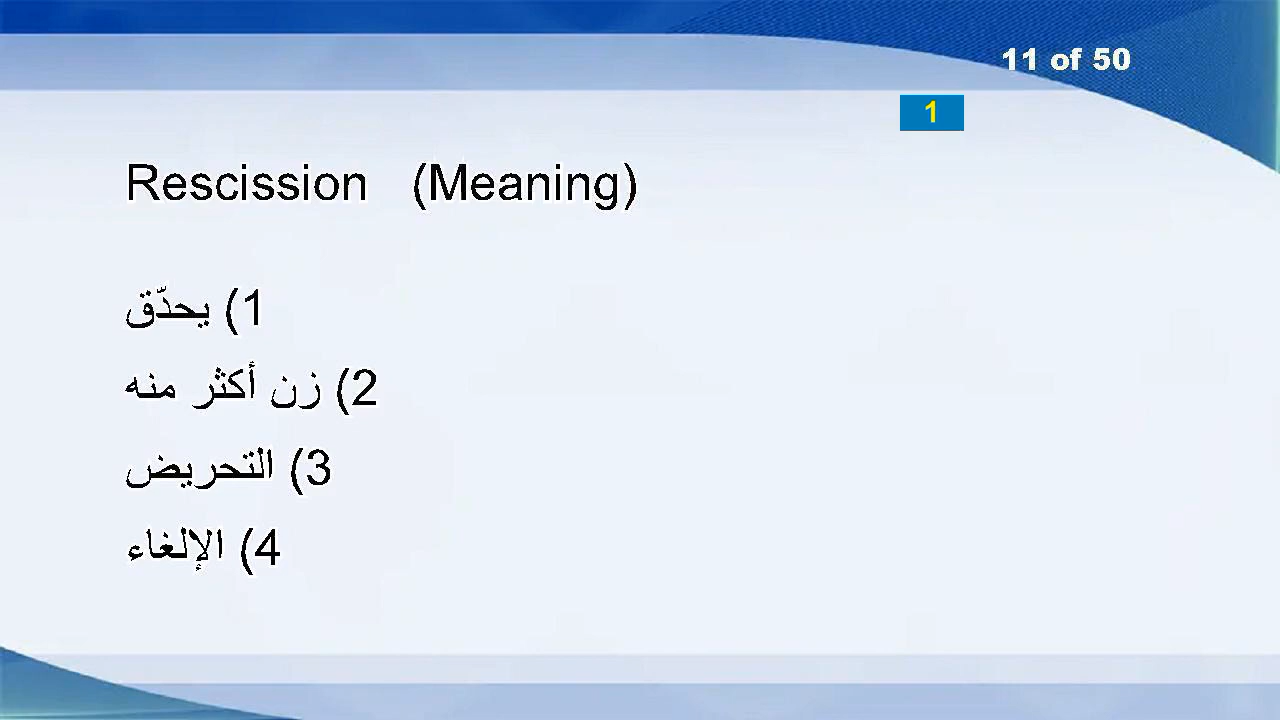 11 of 50
1
Rescission (Meaning)
1) يحدّق
2) زن أكثر منه
3) التحريض
4) الإلغاء